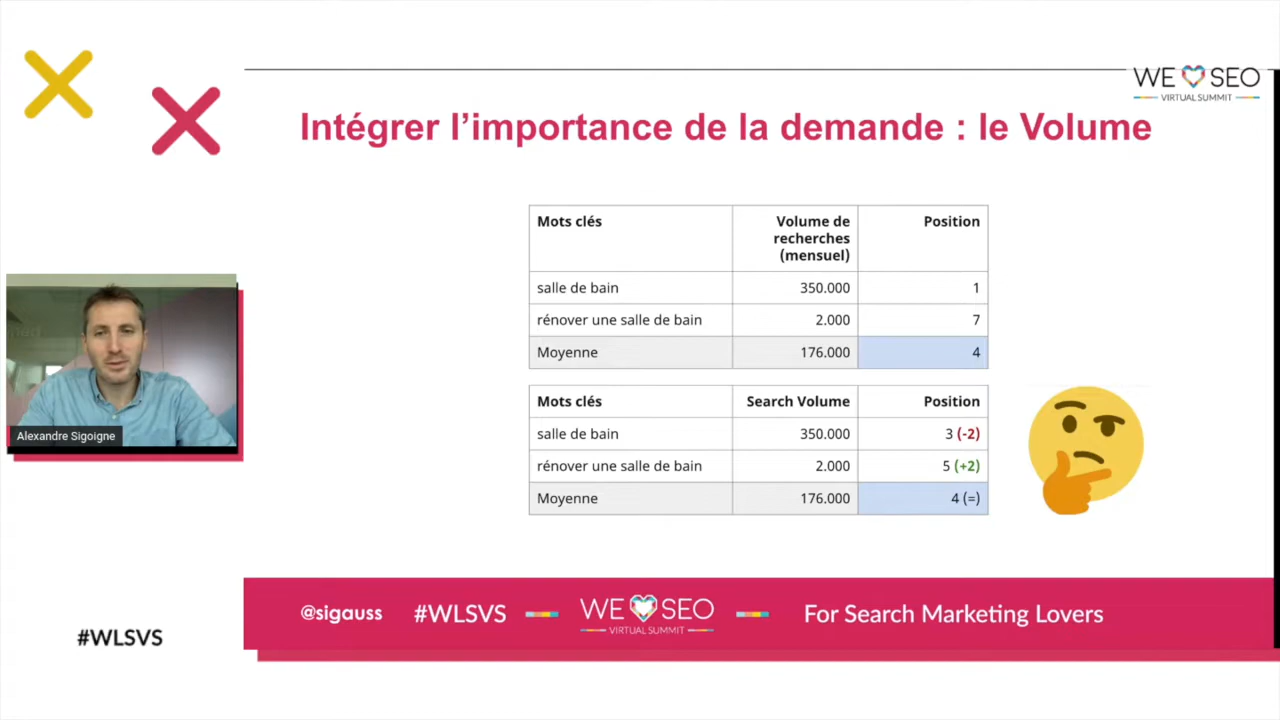 WE SEO
VIRTUAL SUMMIT
Intégrer l’importance de la demande : le Volume
Mots clés Volume de recherches (mensuel) Position
salle de bain 350.000 1
rénover une salle de bain 2.000 7
Moyenne 176.000 4
Mots clés Search Volume Position
salle de bain 350.000 3 (-2)
rénover une salle de bain 2.000 5 (+2)
Moyenne 176.000 4 (=)
Alexandre Sigoigne
@sigauss #WLSVS WE SEO VIRTUAL SUMMIT For Search Marketing Lovers
#WLSVS